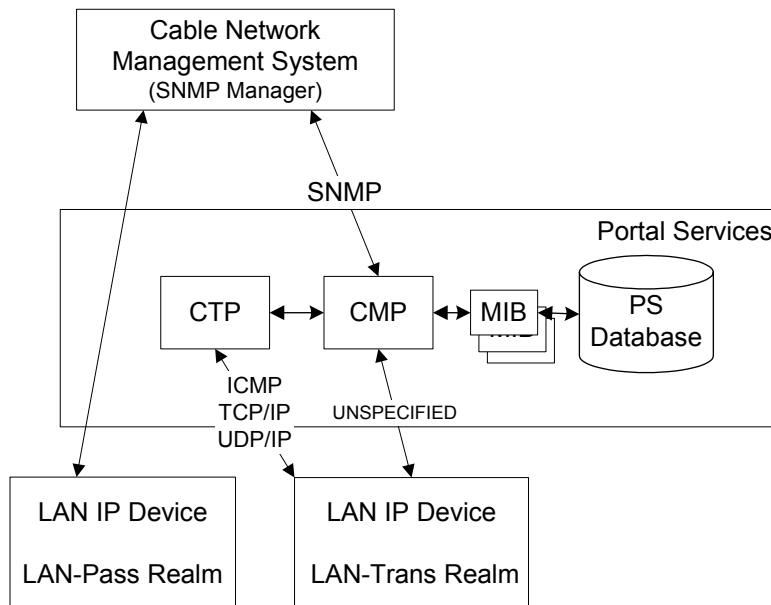 Cable Network
Management System
(SNMP Manager)
SNMP
Portal Services
CTP
CMP
MIB
MIB
PS
Database
ICMP
TCP/IP
UDP/IP
UNSPECIFIED
LAN IP Device
LAN-Pass Realm
LAN IP Device
LAN-Trans Realm